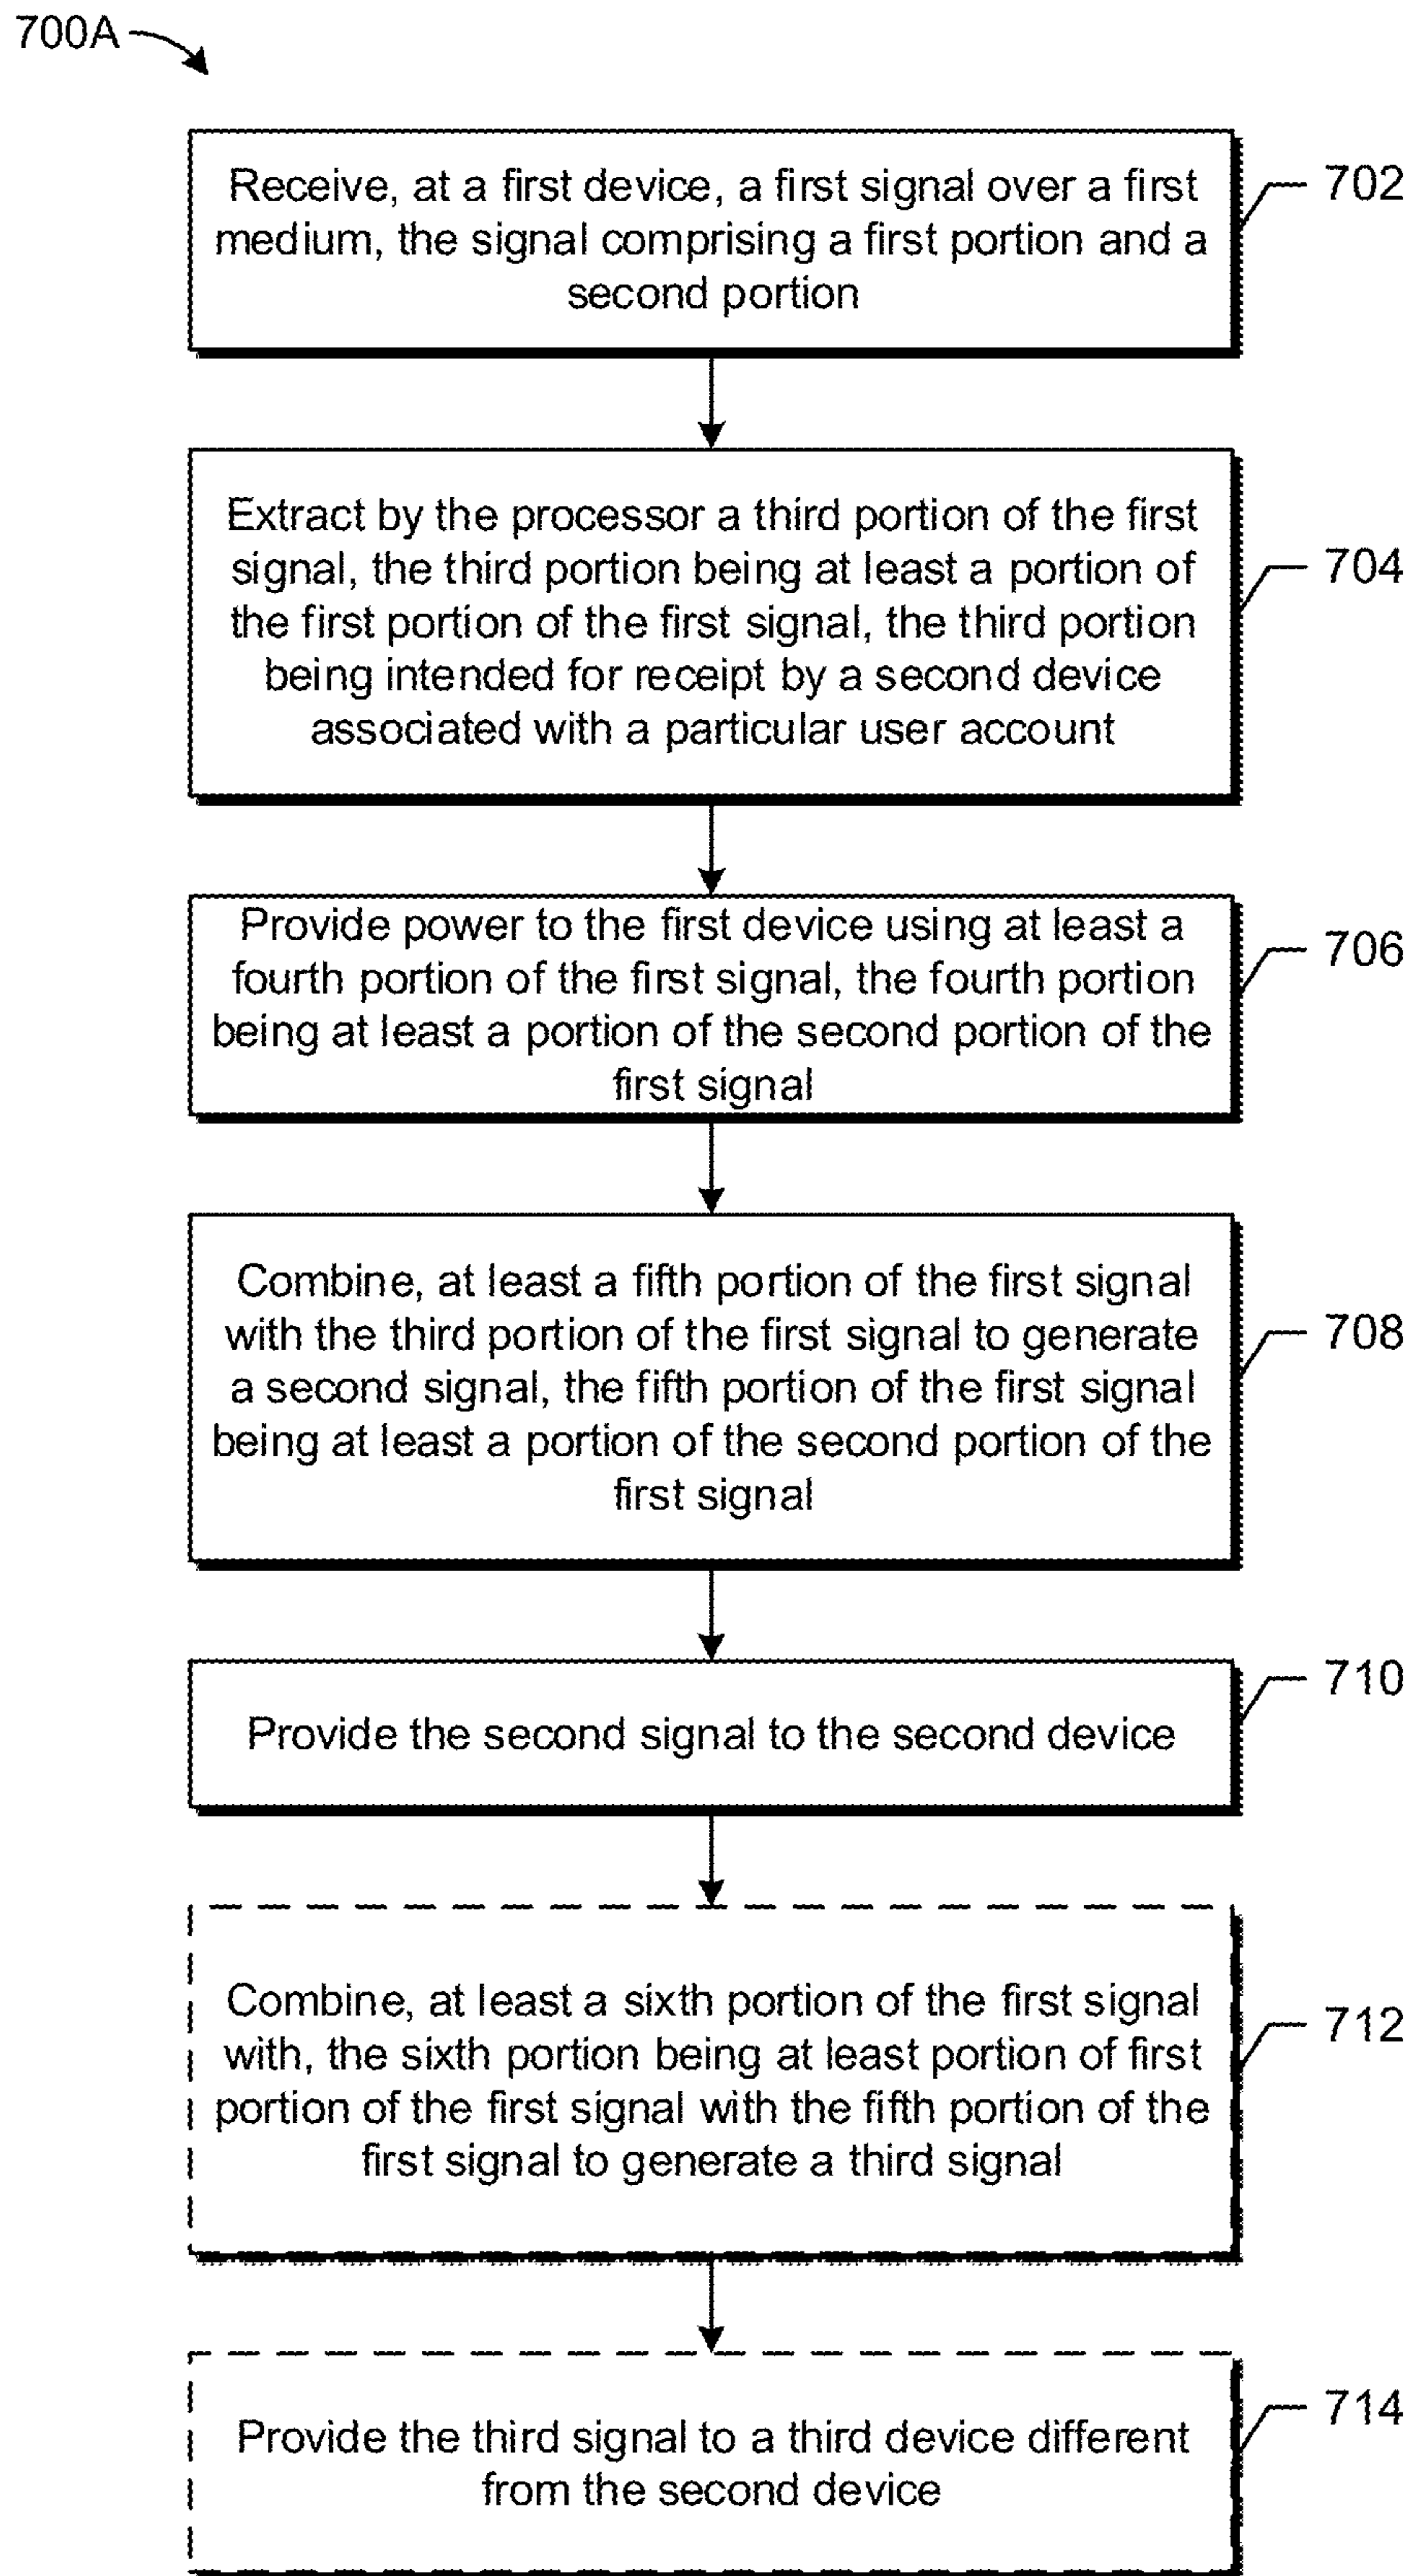 700A
Receive, at a first device, a first signal over a first
medium, the signal comprising a first portion and a
second portion
702
Extract by the processor a third portion of the first
signal, the third portion being at least a portion of
the first portion of the first signal, the third portion
being intended for receipt by a second device
associated with a particular user account
704
Provide power to the first device using at least a
fourth portion of the first signal, the fourth portion
being at least a portion of the second portion of the
first signal
706
Combine, at least a fifth portion of the first signal
with the third portion of the first signal to generate
a second signal, the fifth portion of the first signal
being at least a portion of the second portion of the
first signal
708
Provide the second signal to the second device
710
Combine, at least a sixth portion of the first signal
with, the sixth portion being at least portion of first
portion of the first signal with the fifth portion of the
first signal to generate a third signal
712
Provide the third signal to a third device different
from the second device
714